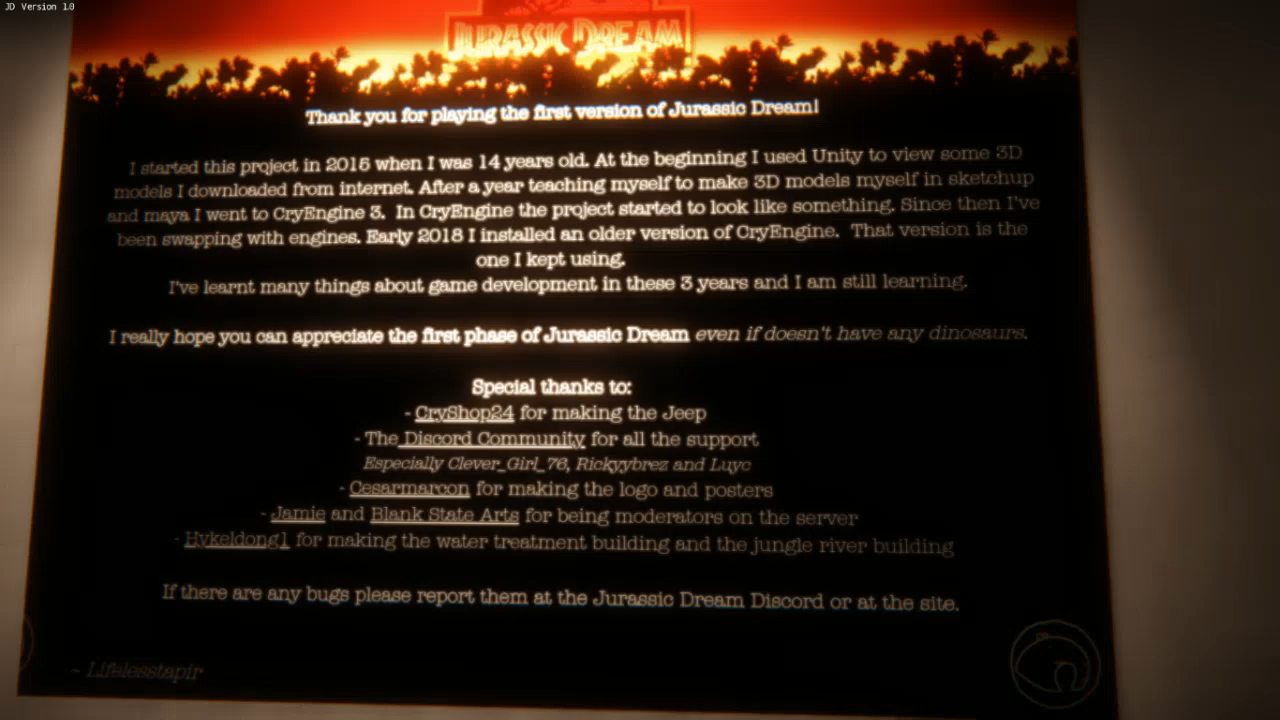 JD Version 1.0
JURASSIC DREAM
Thank you for playing the first version of Jurassic Dream!
I started this project in 2015 when I was 14 years old. At the beginning I used Unity to view some 3D
models I downloaded from internet. After a year teaching myself to make 3D models myself in sketchup
and maya I went to CryEngine 3. In CryEngine the project started to look like something. Since then I've
been swapping with engines. Early 2018 I installed an older version of CryEngine. That version is the
one I kept using.
I've learnt many things about game development in these 3 years and I am still learning.
I really hope you can appreciate the first phase of Jurassic Dream even if doesn't have any dinosaurs.
Special thanks to:
- CryShop24 for making the Jeep
- The Discord Community for all the support
Especially Clever_Girl_76, Rickyybrez and Luyc
- Cesarmarcon for making the logo and posters
- Jamie and Blank State Arts for being moderators on the server
- Hykeldong1 for making the water treatment building and the jungle river building
If there are any bugs please report them at the Jurassic Dream Discord or at the site.
- Lifelesstapir